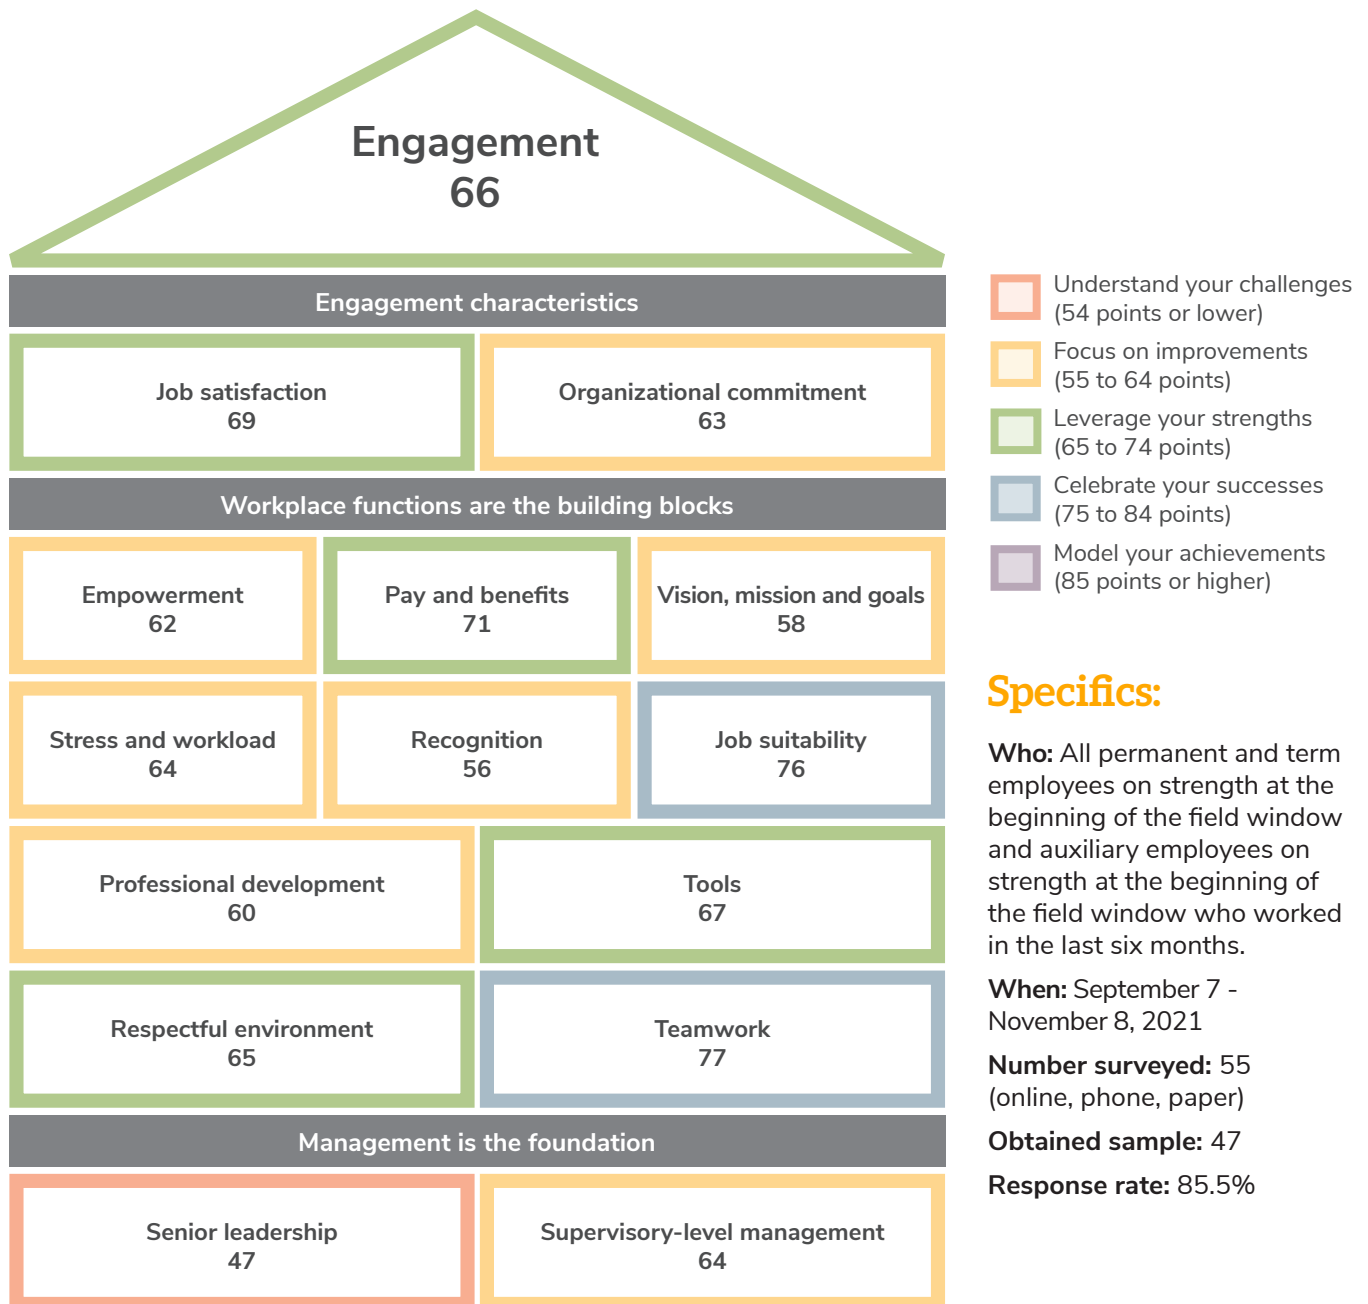 Engagement
66
Engagement characteristics
Job satisfaction
69
Organizational commitment
63
Workplace functions are the building blocks
Empowerment
62
Pay and benefits
71
Vision, mission and goals
58
Stress and workload
64
Recognition
56
Job suitability
76
Professional development
60
Tools
67
Respectful environment
65
Teamwork
77
Management is the foundation
Senior leadership
47
Supervisory-level management
64
Understand your challenges
(54 points or lower)
Focus on improvements
(55 to 64 points)
Leverage your strengths
(65 to 74 points)
Celebrate your successes
(75 to 84 points)
Model your achievements
(85 points or higher)
Specifics:
Who: All permanent and term
employees on strength at the
beginning of the field window
and auxiliary employees on
strength at the beginning of
the field window who worked
in the last six months.
When: September 7 -
November 8, 2021
Number surveyed: 55
(online, phone, paper)
Obtained sample: 47
Response rate: 85.5%